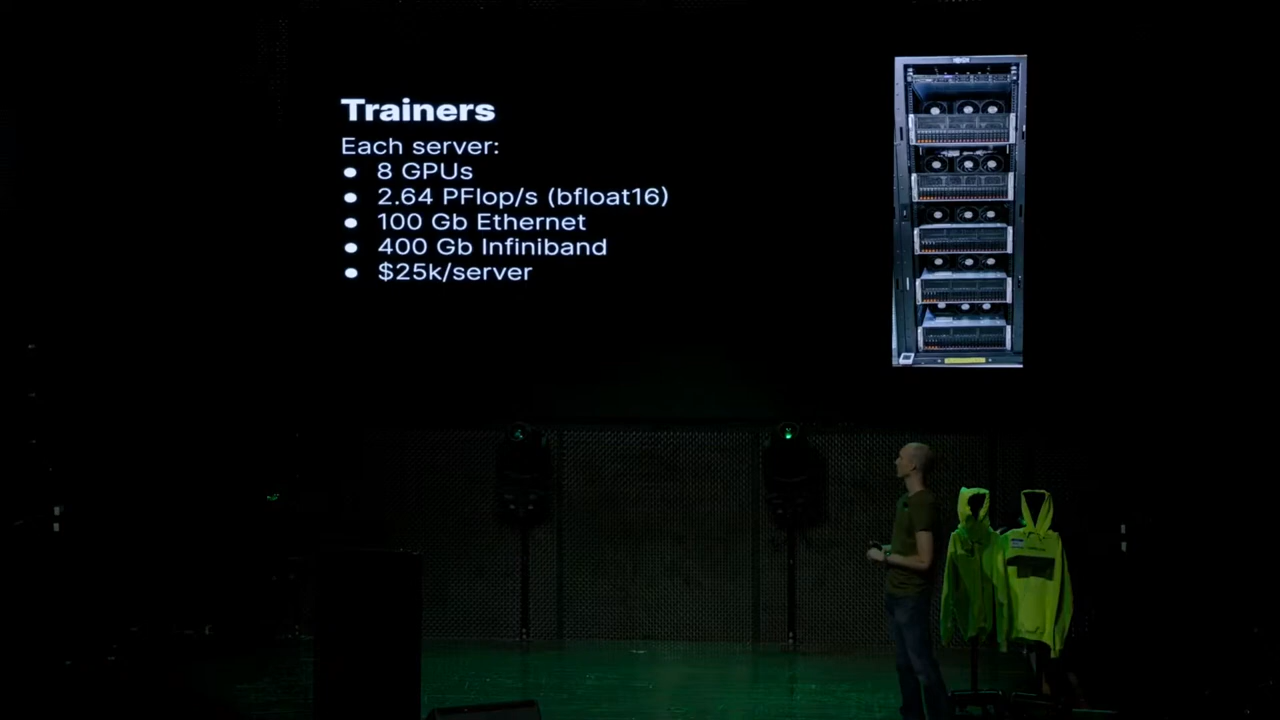 Trainers
Each server:
● 8 GPUs
● 2.64 PFlop/s (bfloat16)
● 100 Gb Ethernet
● 400 Gb Infiniband
● $25k/server